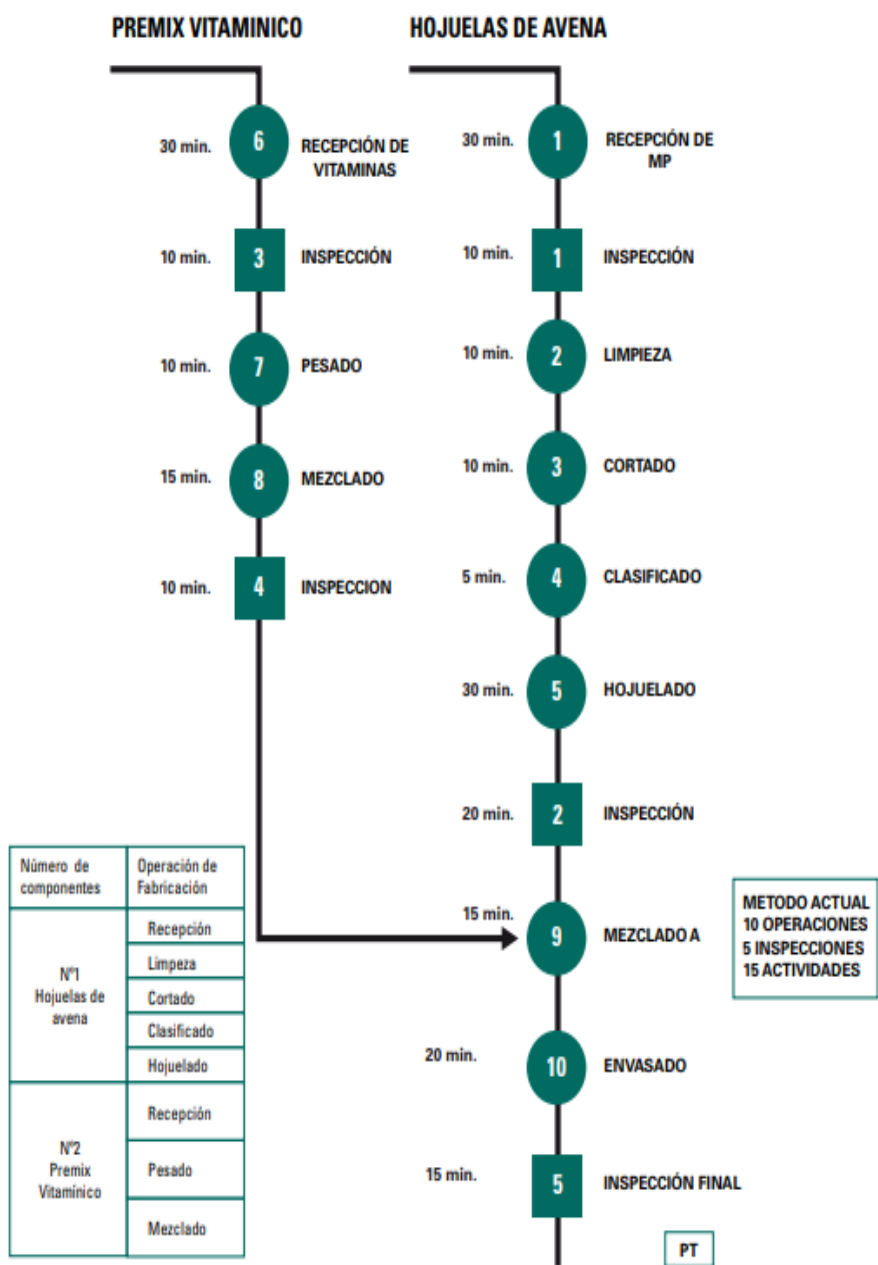 PREMIX VITAMINICO
30 min.
6
RECEPCIÓN DE
VITAMINAS
10 min.
3
INSPECCIÓN
10 min.
7
PESADO
15 min.
8
MEZCLADO
10 min.
4
INSPECCION
HOJUELAS DE AVENA
30 min.
1
RECEPCIÓN DE
MP
10 min.
1
INSPECCIÓN
10 min.
2
LIMPIEZA
10 min.
3
CORTADO
5 min.
4
CLASIFICADO
30 min.
5
HOJUELADO
20 min.
2
INSPECCIÓN
15 min.
9
MEZCLADO A
20 min.
10
ENVASADO
15 min.
5
INSPECCIÓN FINAL
PT
Número de
componentes
Operación de
Fabricación
Nº1
Hojuelas de
avena
Recepción
Limpeza
Cortado
Clasificado
Hojuelado
Nº2
Premix
Vitamínico
Recepción
Pesado
Mezclado
METODO ACTUAL
10 OPERACIONES
5 INSPECCIONES
15 ACTIVIDADES